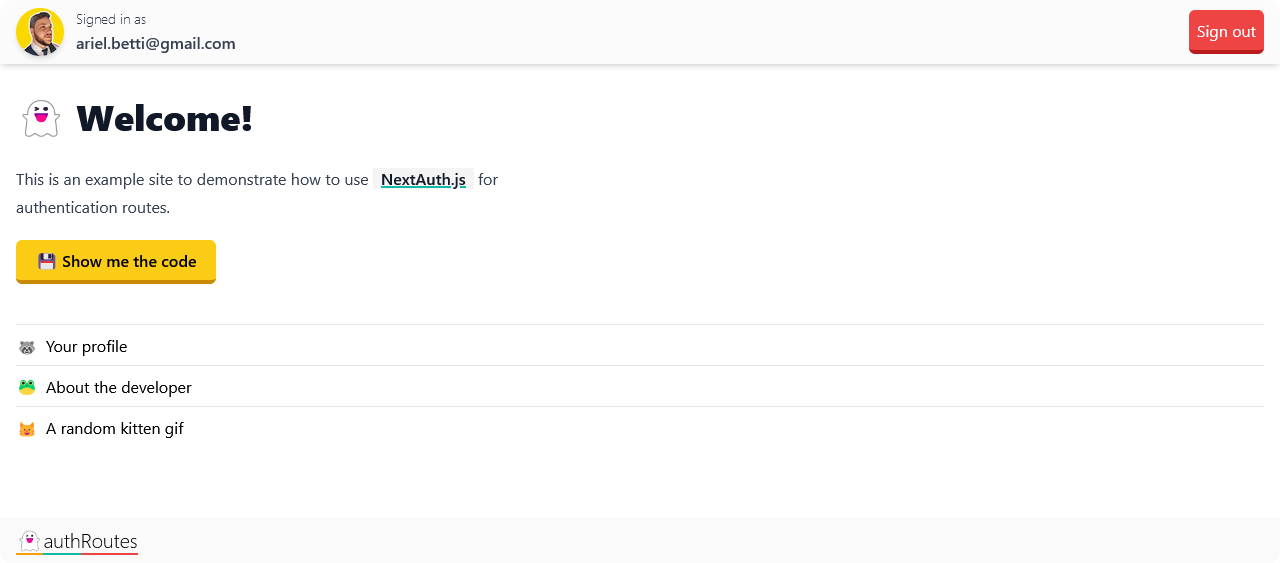 Signed in as
ariel.betti@gmail.com
Sign out
Welcome!
This is an example site to demonstrate how to use NextAuth.js for
authentication routes.
Show me the code
Your profile
About the developer
A random kitten gif
authRoutes